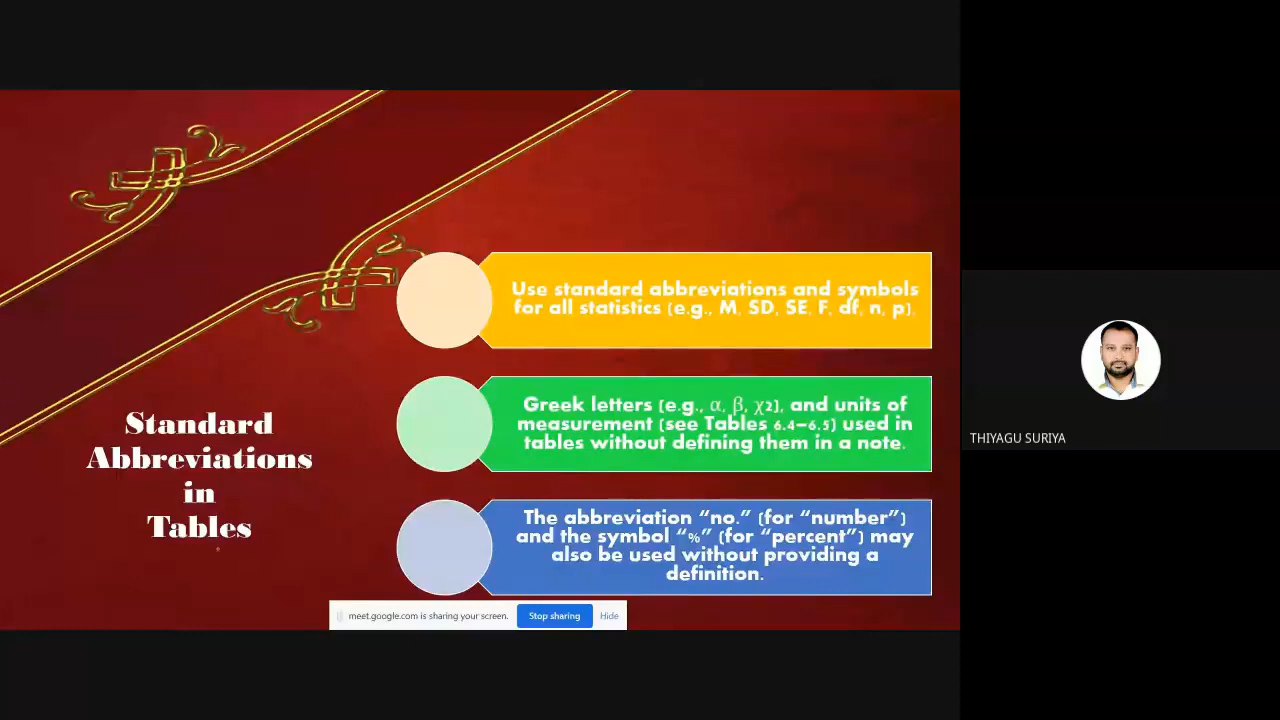 Standard
Abbreviations
in
Tables
Use standard abbreviations and symbols
for all statistics (e.g., M, SD, SE, F, df, n, p).
Greek letters (e.g., α, β, χ2), and units of
measurement (see Tables 6.4–6.5) used in
tables without defining them in a note.
The abbreviation “no.” (for “number”)
and the symbol “%” (for “percent”) may
also be used without providing a
definition.
meet.google.com is sharing your screen.
Stop sharing
Hide
THIYAGU SURIYA